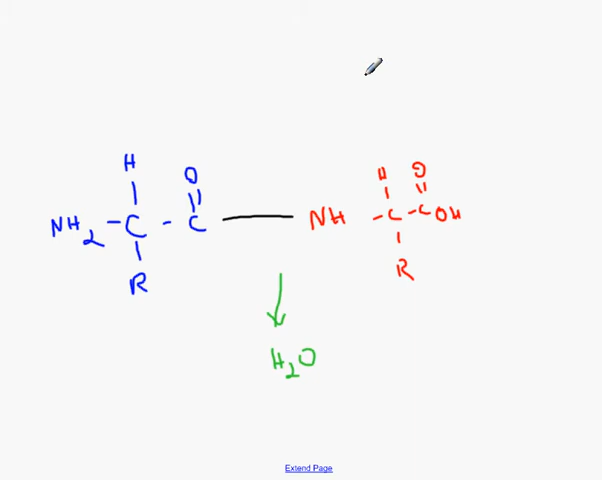 H O H O
NH2 - C - C — NH - C - C OH
R R
H2O
Extend Page